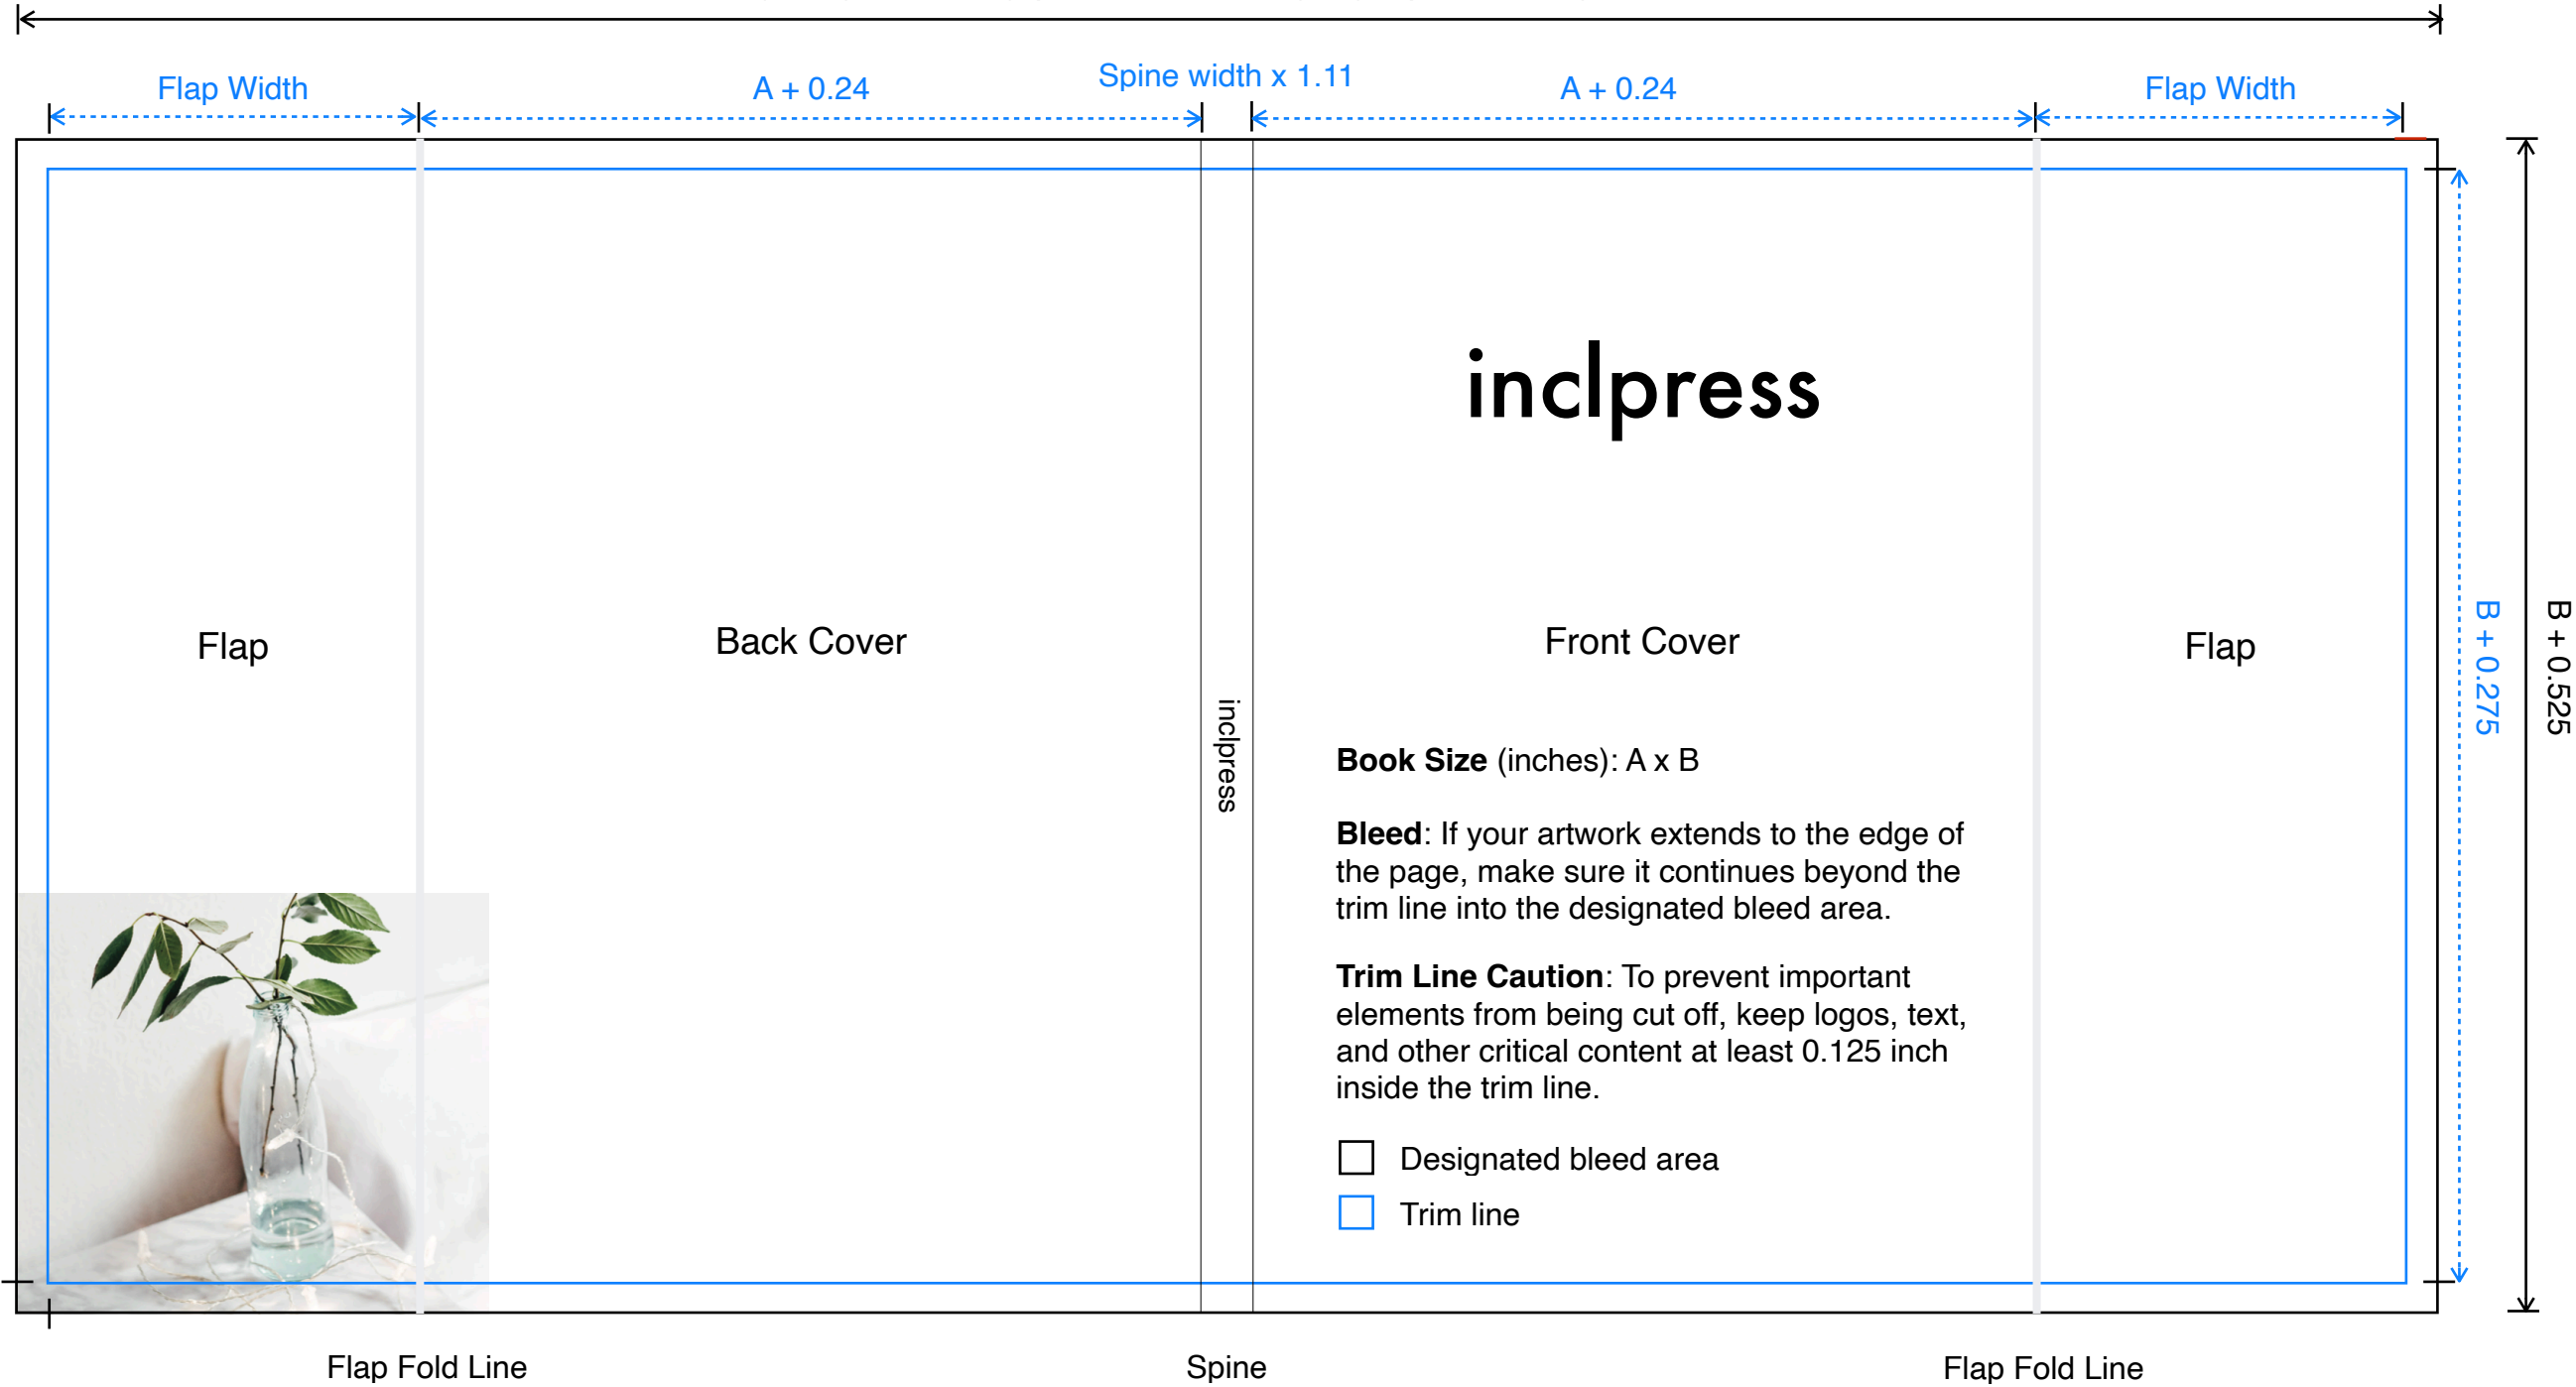 Flap Width
A + 0.24
Spine width x 1.11
A + 0.24
Flap Width
inclpress
Flap
Back Cover
Front Cover
Flap
inclpress
B + 0.275
B + 0.525
Book Size (inches): A x B
Bleed: If your artwork extends to the edge of
the page, make sure it continues beyond the
trim line into the designated bleed area.
Trim Line Caution: To prevent important
elements from being cut off, keep logos, text,
and other critical content at least 0.125 inch
inside the trim line.
Designated bleed area
Trim line
Flap Fold Line
Spine
Flap Fold Line